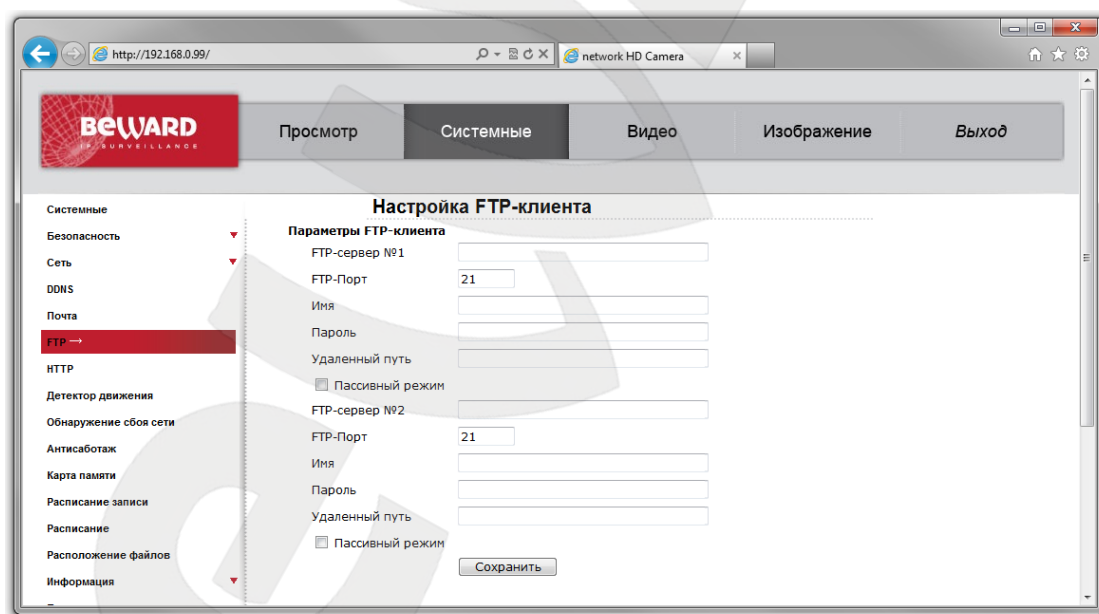 http://192.168.0.99/
network HD Camera
BEWARD
IP SURVEILLANCE
Просмотр
Системные
Видео
Изображение
Выход
Системные
Безопасность
Сеть
DDNS
Почта
FTP →
HTTP
Детектор движения
Обнаружение сбоя сети
Антисаботаж
Карта памяти
Расписание записи
Расписание
Расположение файлов
Информация
Настройка FTP-клиента
Параметры FTP-клиента
FTP-сервер №1
FTP-Порт 21
Имя
Пароль
Удаленный путь
Пассивный режим
FTP-сервер №2
FTP-Порт 21
Имя
Пароль
Удаленный путь
Пассивный режим
Сохранить